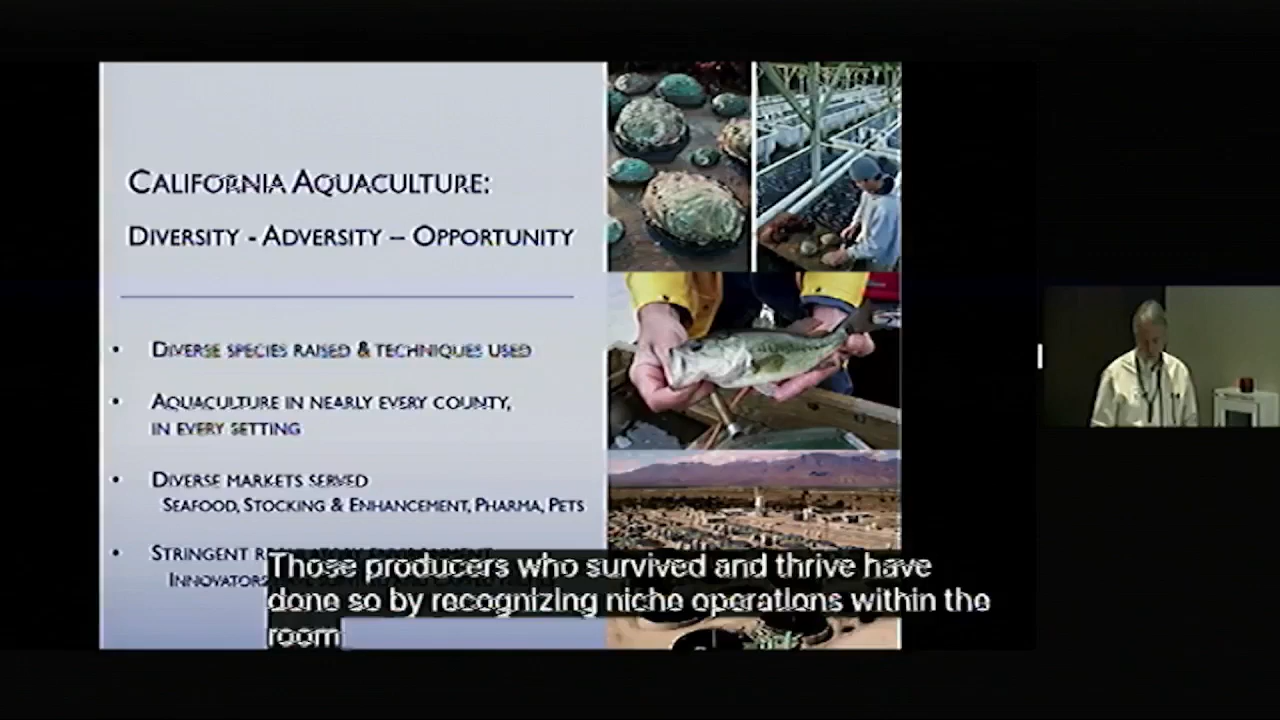 CALIFORNIA AQUACULTURE:
DIVERSITY - ADVERSITY – OPPORTUNITY
• DIVERSE SPECIES RAISED & TECHNIQUES USED
• AQUACULTURE IN NEARLY EVERY COUNTY,
IN EVERY SETTING
• DIVERSE MARKETS SERVED
SEAFOOD, STOCKING & ENHANCEMENT, PHARMA, PETS
• STRINGENT REGULATORY ENVIRONMENT
INNOVATORS
Those producers who survived and thrive have
done so by recognizing niche operations within the
room